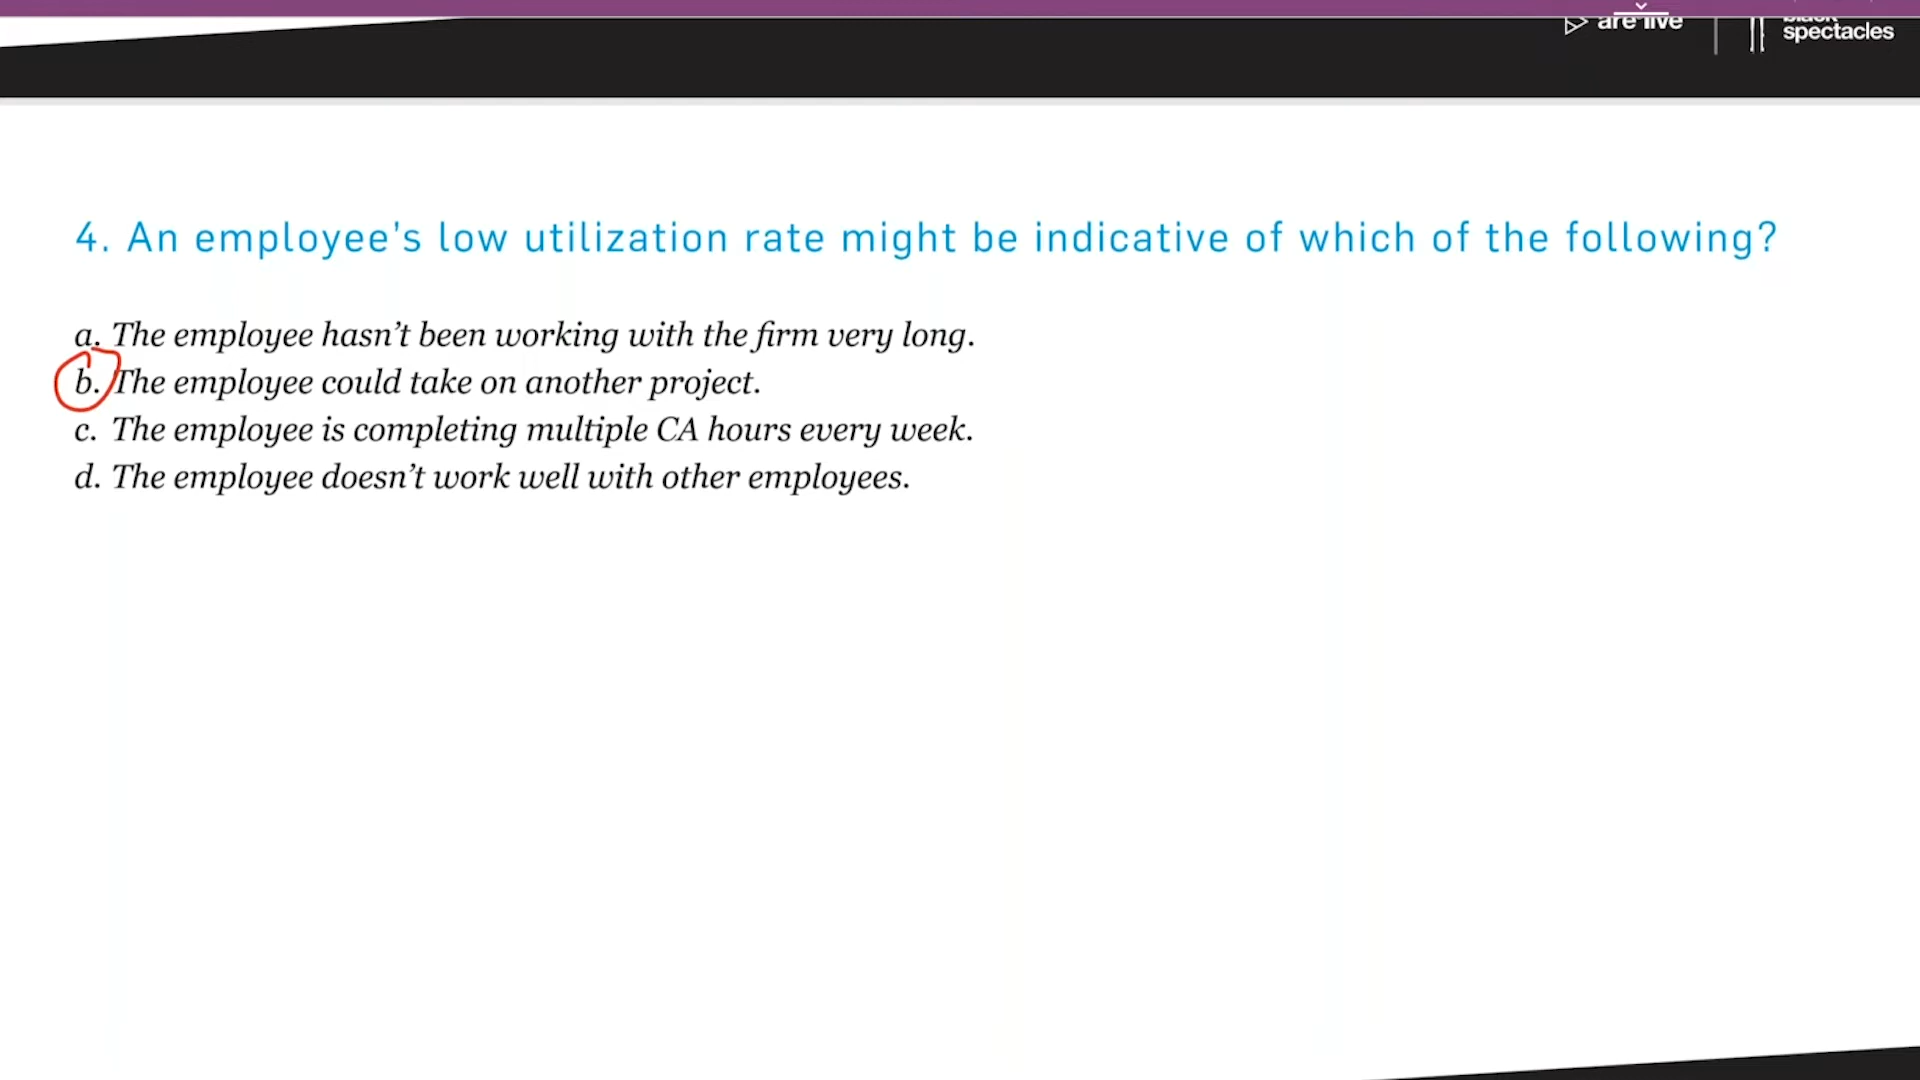 are live
spectacles
4. An employee's low utilization rate might be indicative of which of the following?
a. The employee hasn't been working with the firm very long.
b. The employee could take on another project.
c. The employee is completing multiple CA hours every week.
d. The employee doesn't work well with other employees.